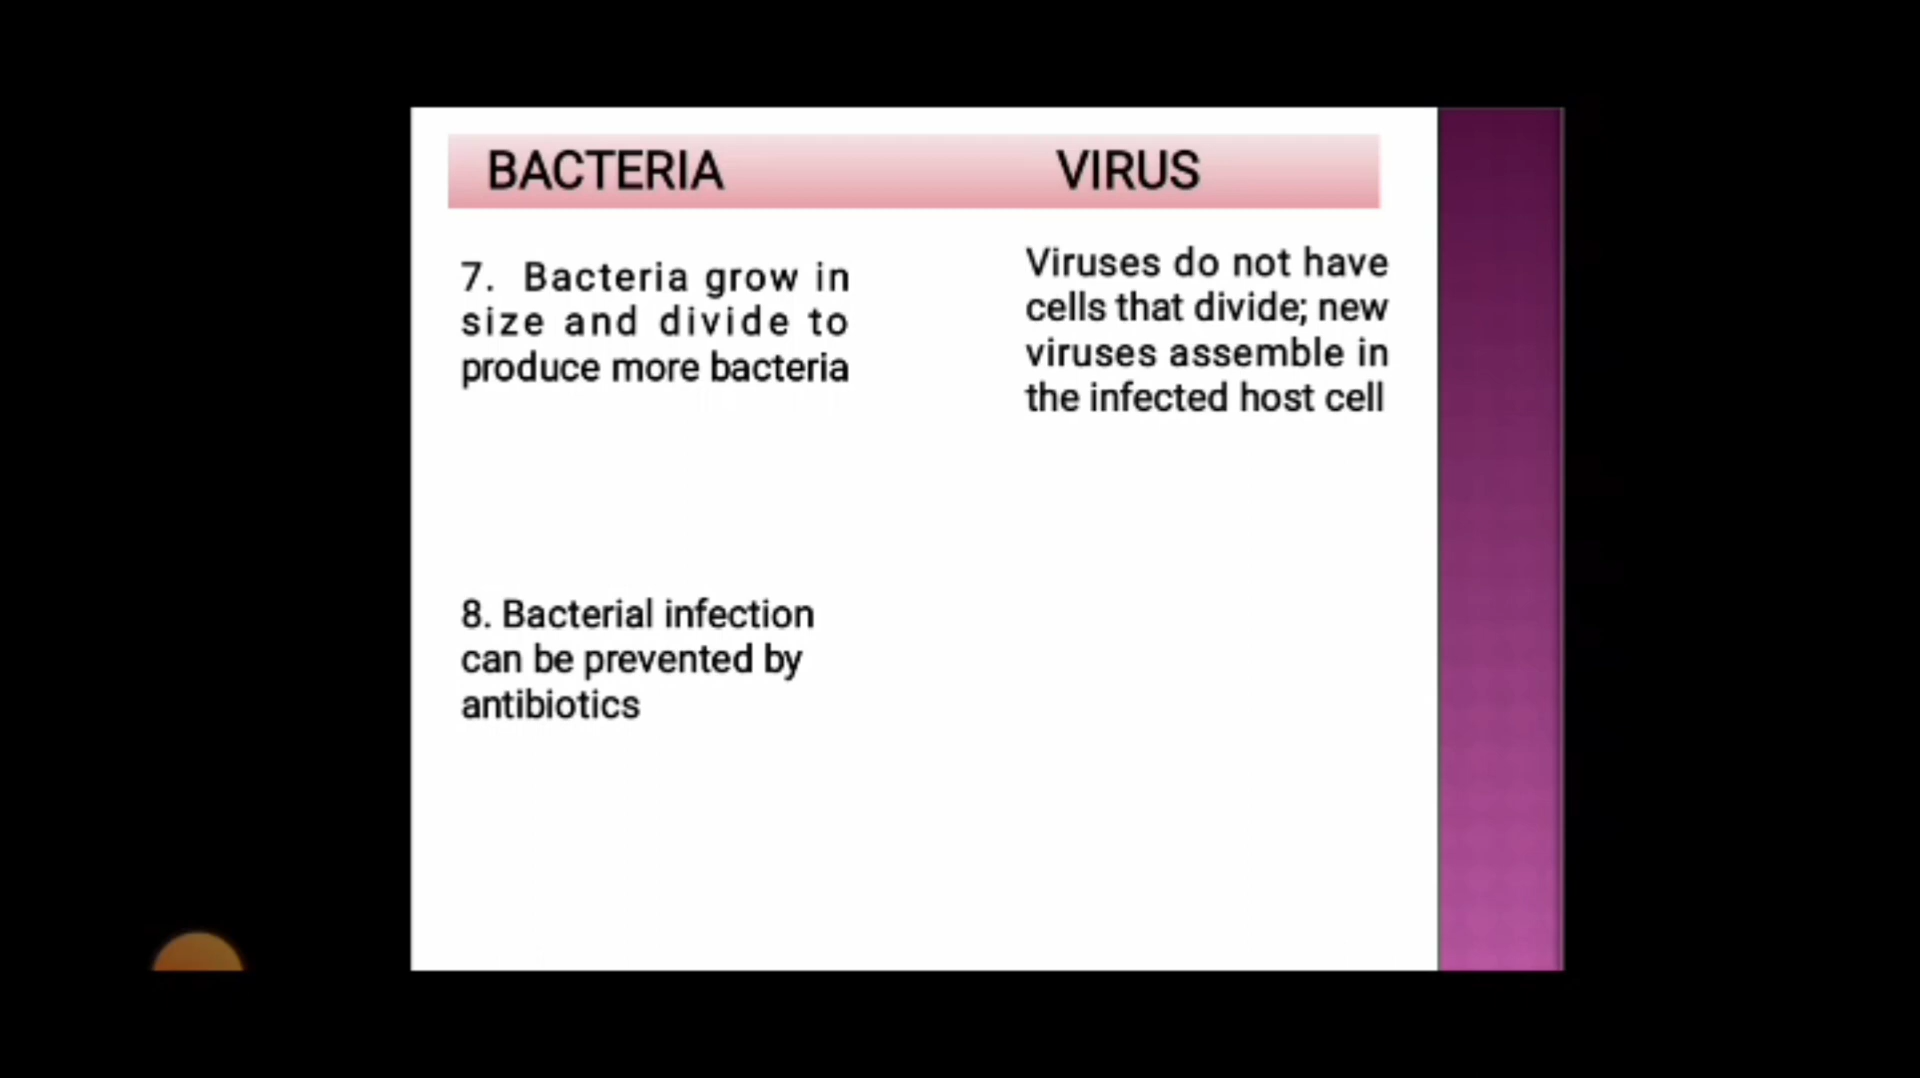 BACTERIA VIRUS
7. Bacteria grow in
size and divide to
produce more bacteria
Viruses do not have
cells that divide; new
viruses assemble in
the infected host cell
8. Bacterial infection
can be prevented by
antibiotics